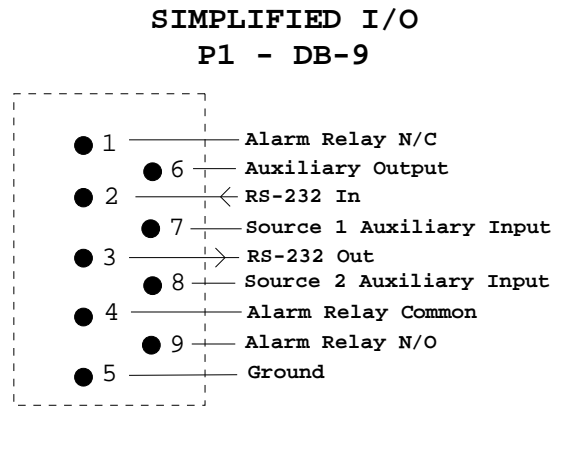 SIMPLIFIED I/O
P1 - DB-9
1 Alarm Relay N/C
6 Auxiliary Output
2 RS-232 In
7 Source 1 Auxiliary Input
3 RS-232 Out
8 Source 2 Auxiliary Input
4 Alarm Relay Common
9 Alarm Relay N/O
5 Ground